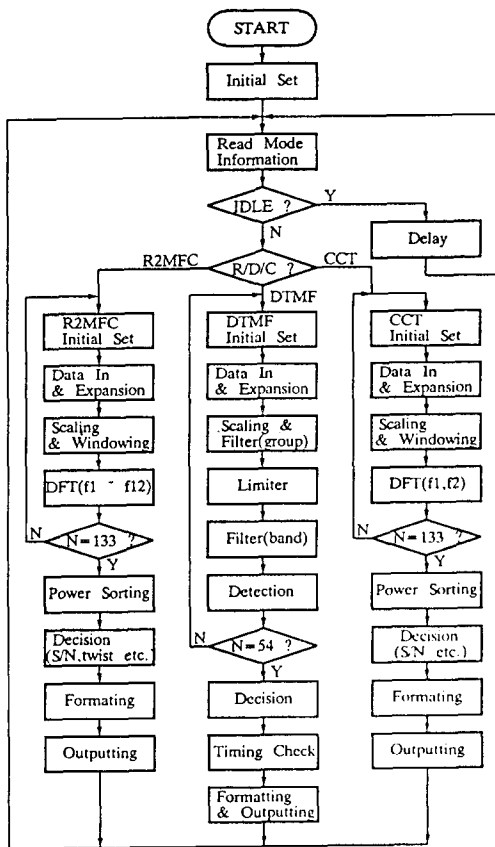 START
Initial Set
Read Mode
Information
IDLE ?
Y
N
Delay
R2MFC
R/D/C ?
CCT
DTMF
R2MFC
Initial Set
Data In
& Expansion
Scaling
& Windowing
DFT(f1 ~ f12)
N
N=133 ?
Y
Power Sorting
Decision
(S/N,twist etc.)
Formating
Outputting
DTMF
Initial Set
Data In
& Expansion
Scaling &
Filter(group)
Limiter
Filter(band)
Detection
N
N=54 ?
Y
Decision
Timing Check
Formatting
& Outputting
CCT
Initial Set
Data In
& Expansion
Scaling
& Windowing
DFT(f1,f2)
N
N=133 ?
Y
Power Sorting
Decision
(S/N etc.)
Formating
Outputting